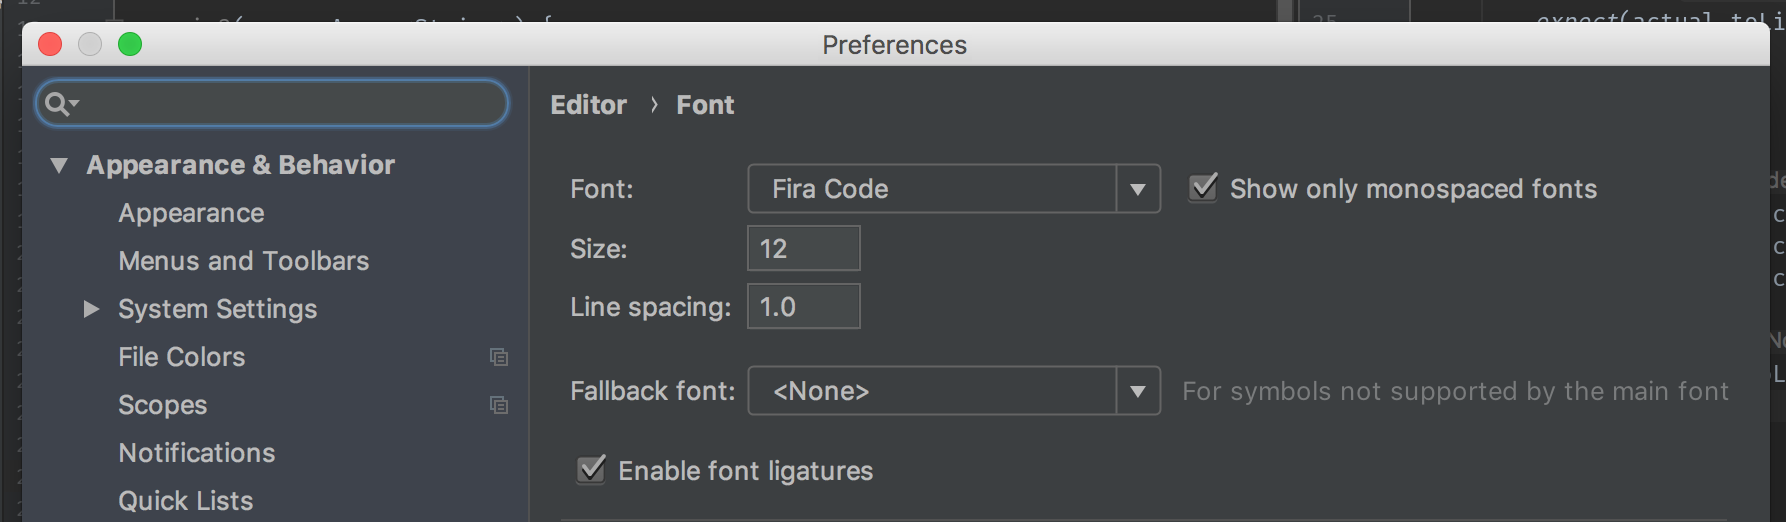 Preferences
Editor › Font
Appearance & Behavior
Appearance
Menus and Toolbars
System Settings
File Colors
Scopes
Notifications
Quick Lists
Font: Fira Code Show only monospaced fonts
Size: 12
Line spacing: 1.0
Fallback font: <None> For symbols not supported by the main font
Enable font ligatures